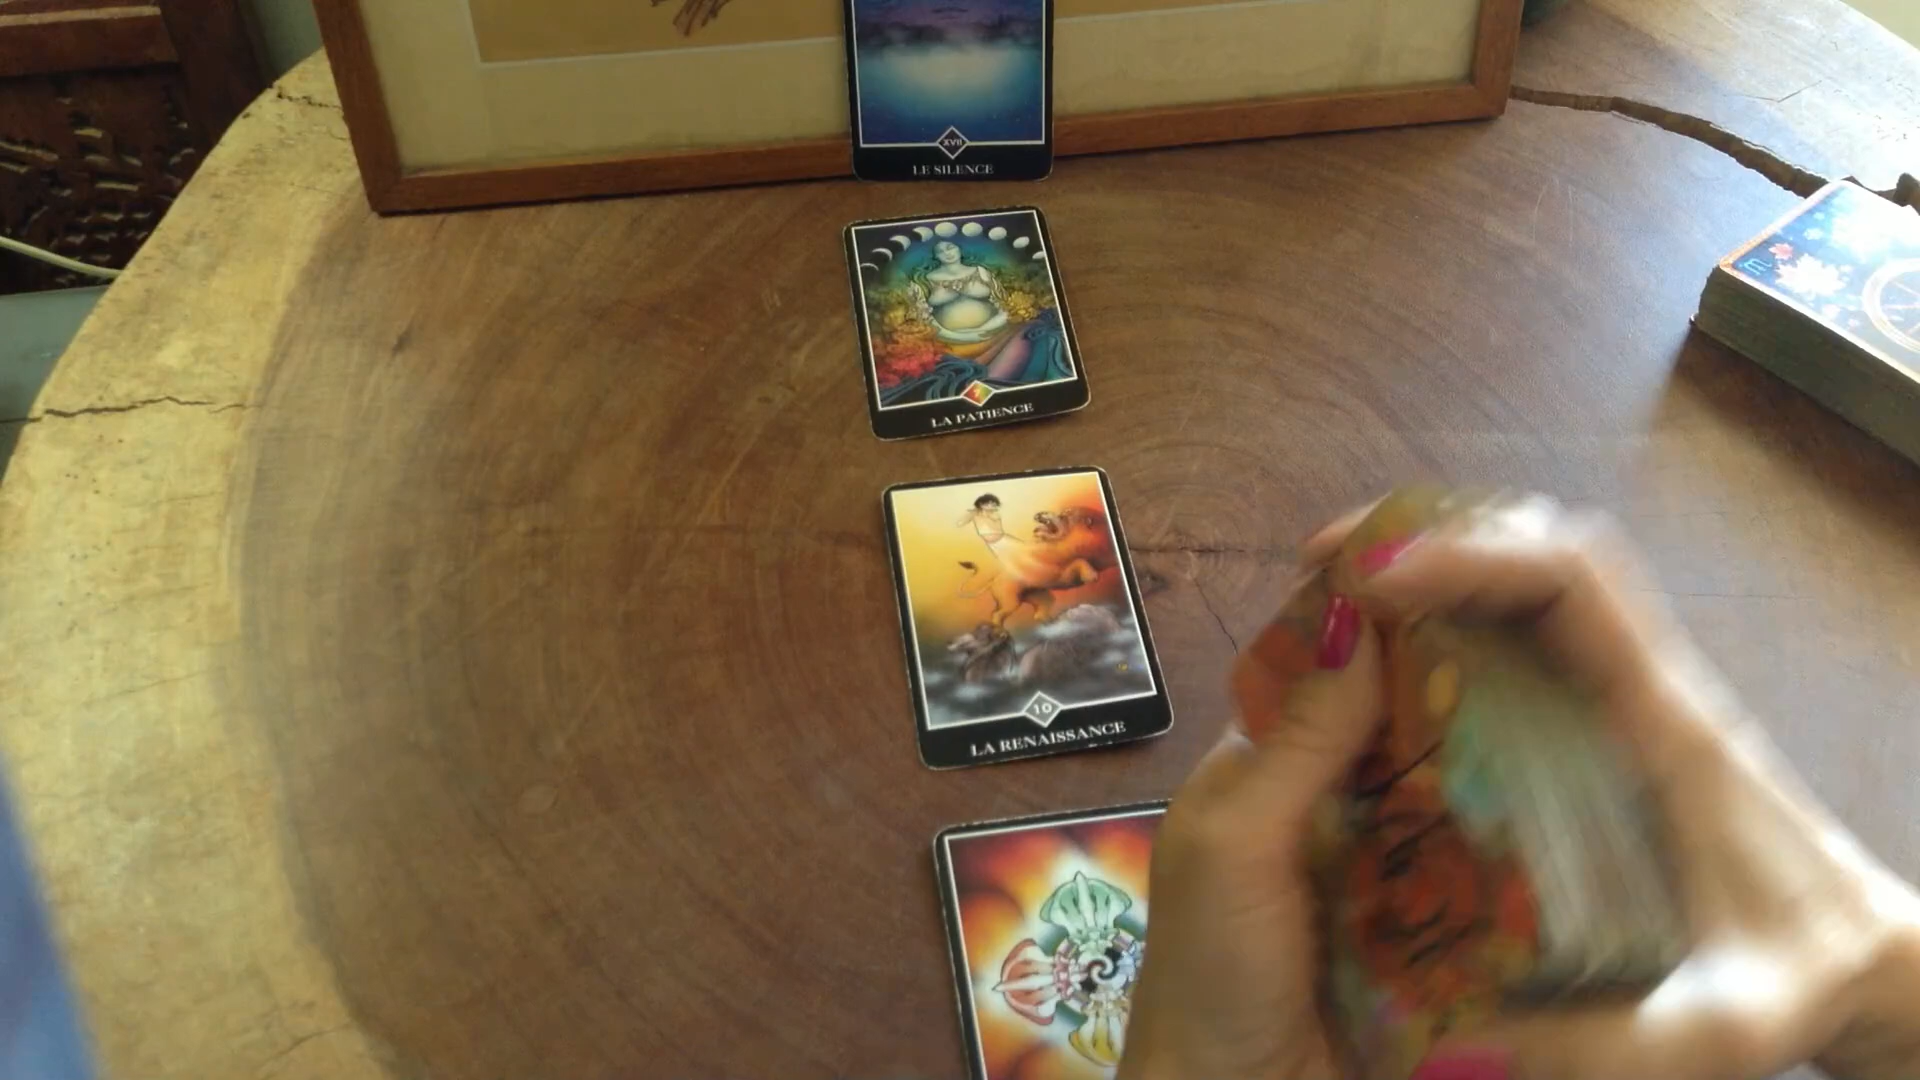 XVII
LE SILENCE
LA PATIENCE
10
LA RENAISSANCE